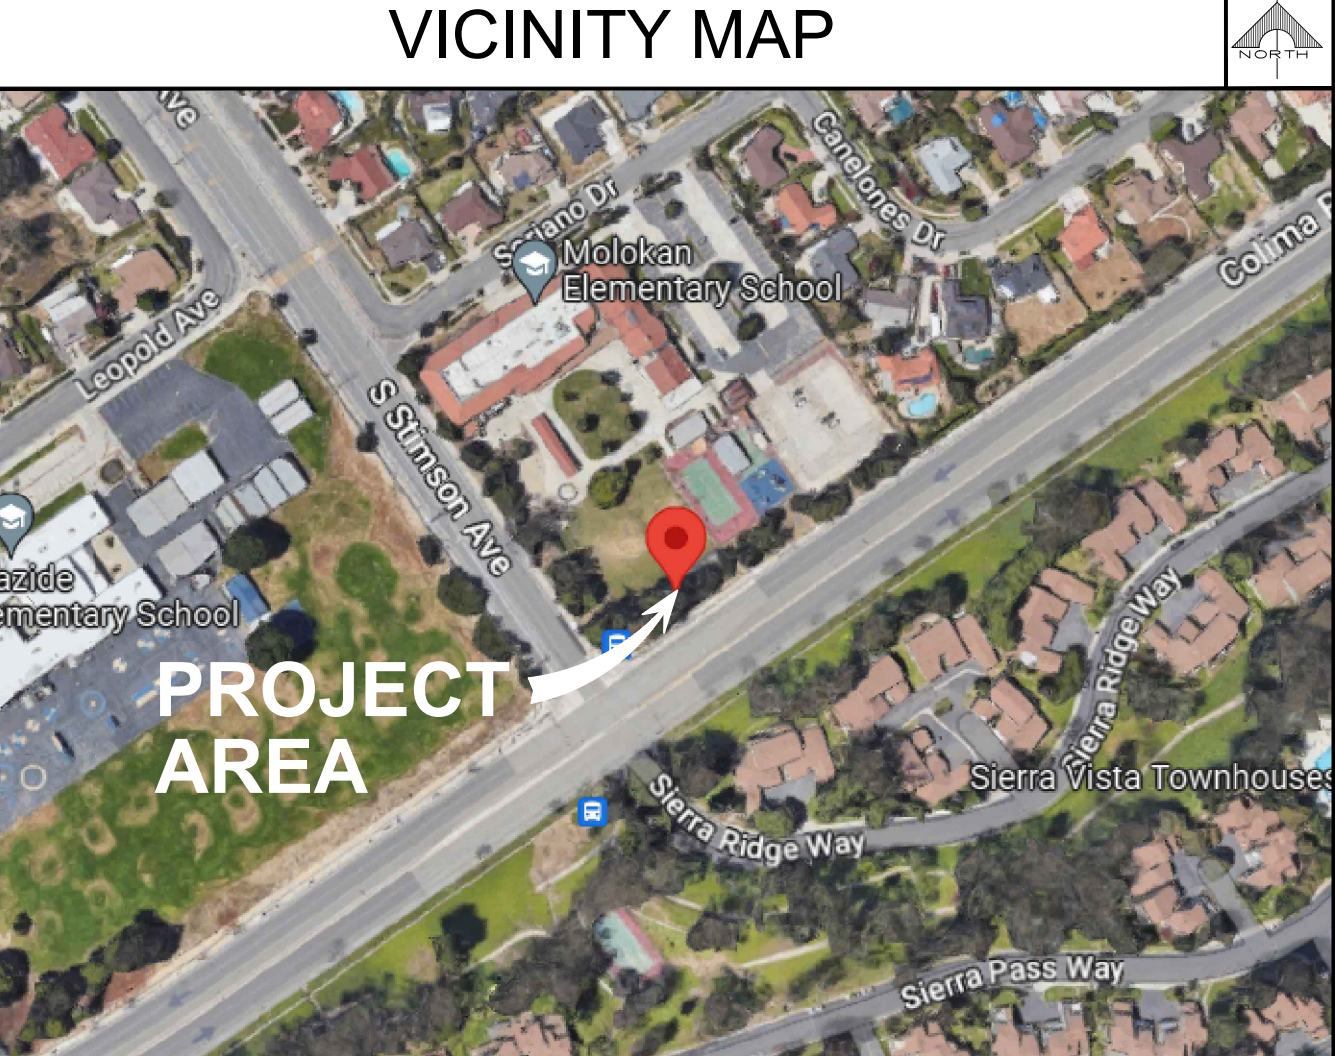 VICINITY MAP
NORTH
Ave
Canelones Dr
Soriano Dr
Molokan
Elementary School
Colima R
Leopold Ave
S Stimson Ave
azide
ementary School
PROJECT
AREA
Sierra Ridge Way
Sierra Vista Townhouses
Sierra Ridge Way
Sierra Pass Way